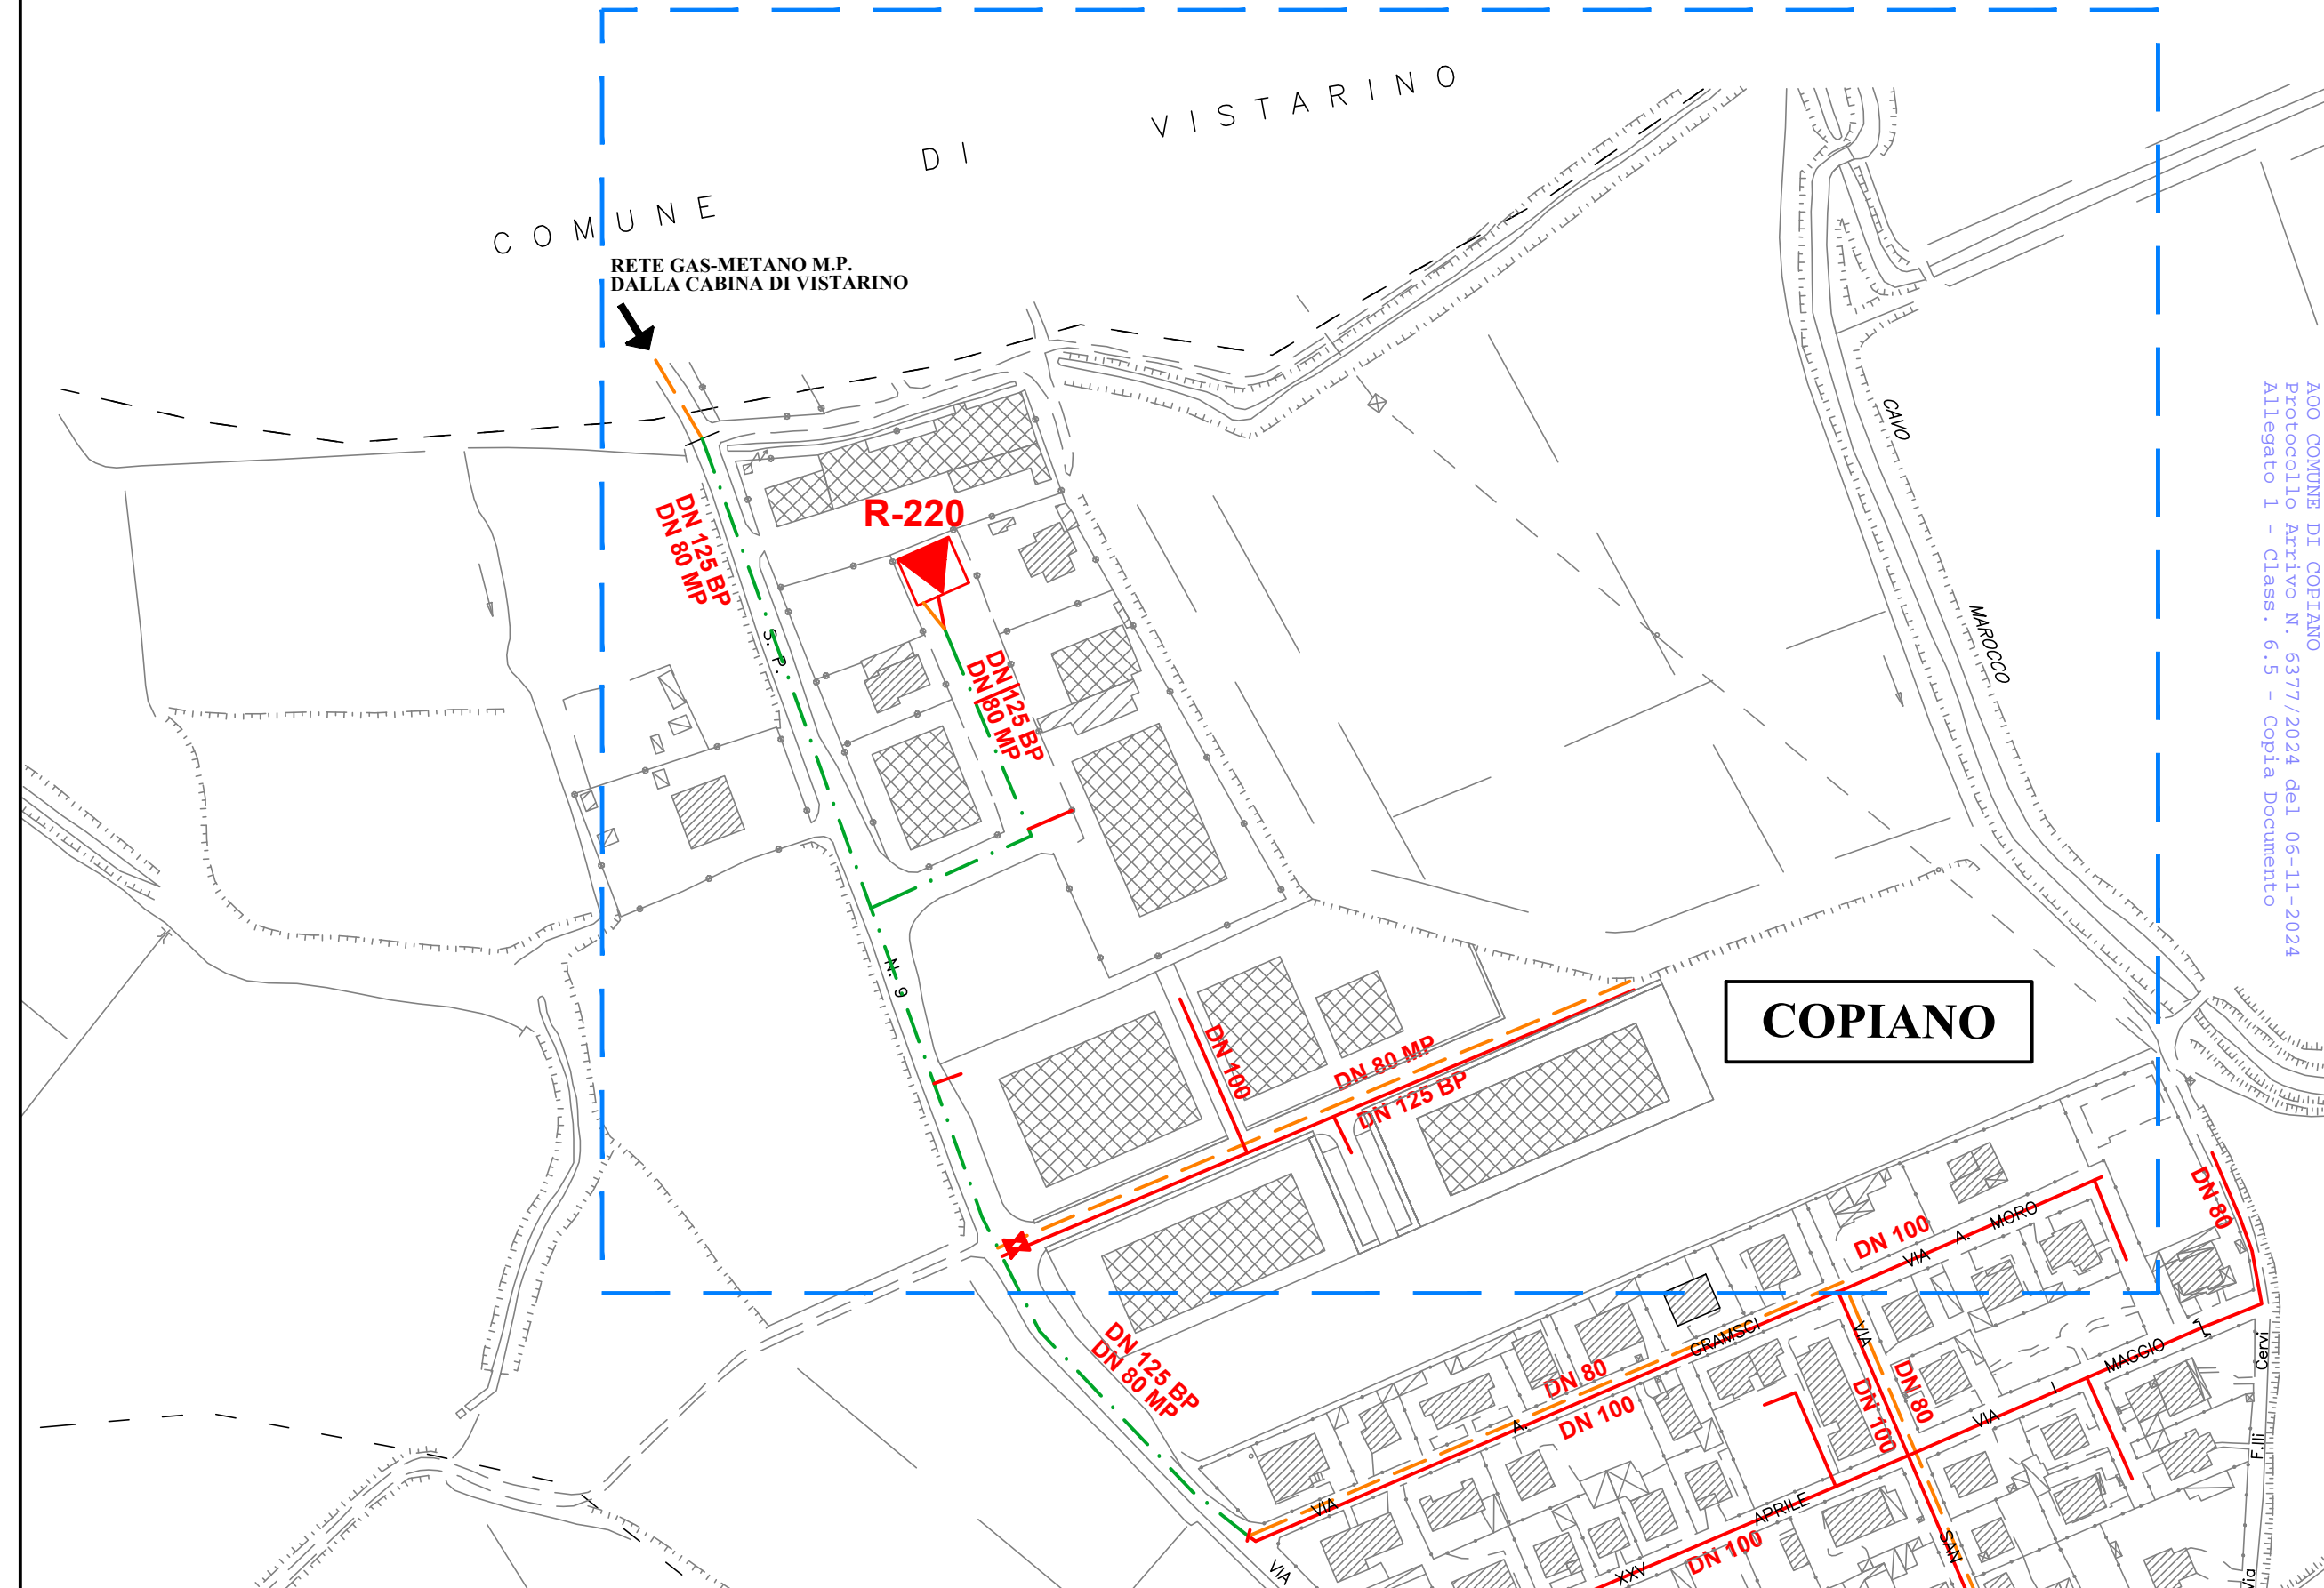 COMUNE DI VISTARINO
RETE GAS-METANO M.P.
DALLA CABINA DI VISTARINO
AOO COMUNE DI COPIANO
Protocollo Arrivo N. 6377/2024 del 06-11-2024
Allegato 1 - Class. 6.5 - Copia Documento
CAVO
MAROCCO
R-220
DN 125 BP
DN 80 MP
S. P.
DN 125 BP
DN 80 MP
N. 9
COPIANO
DN 100
DN 80 MP
DN 125 BP
DN 80
DN 100
VIA A. MORO
DN 125 BP
DN 80 MP
VIA A. GRAMSCI
DN 80
DN 100
VIA
DN 100
DN 80
SAN
VIA I MAGGIO
Cervi
F.lli
Via
XXV APRILE
DN 100
VIA